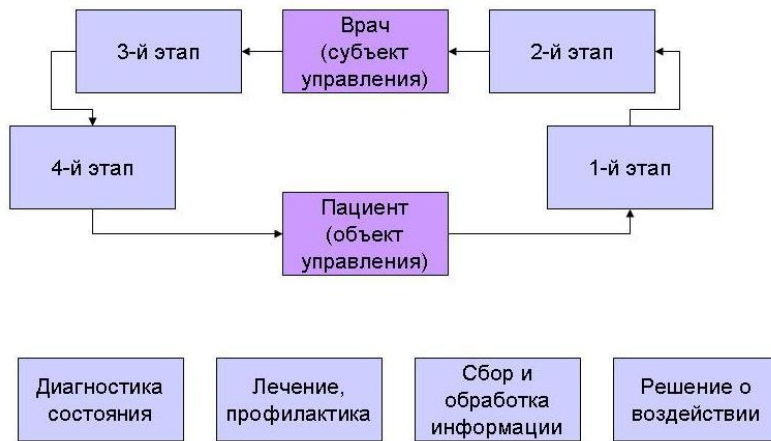 3-й этап
Врач
(субъект
управления)
2-й этап
4-й этап
1-й этап
Пациент
(объект
управления)
Диагностика
состояния
Лечение,
профилактика
Сбор и
обработка
информации
Решение о
воздействии